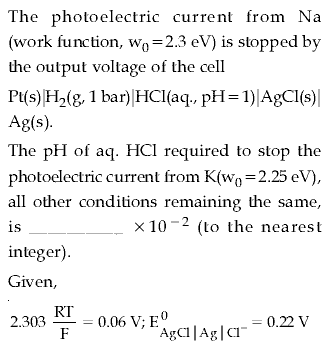 The photoelectric current from Na
(work function, w₀=2.3 eV) is stopped by
the output voltage of the cell
Pt(s)|H₂(g, 1 bar)|HCl(aq., pH=1)|AgCl(s)|
Ag(s).
The pH of aq. HCl required to stop the
photoelectric current from K(w₀=2.25 eV),
all other conditions remaining the same,
is ________ × 10⁻² (to the nearest
integer).
Given,
2.303 RT/F = 0.06 V; E⁰ AgCl|Ag|Cl⁻ = 0.22 V